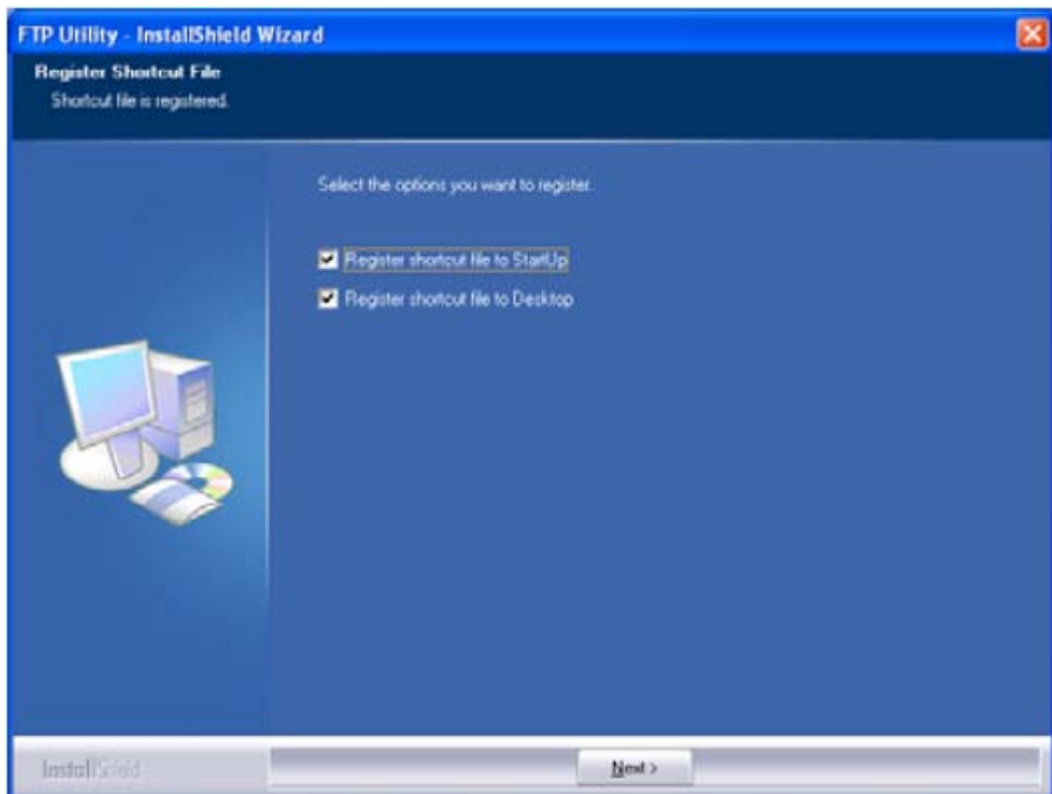 FTP Utility - InstallShield Wizard
Register Shortcut File
Shortcut file is registered.
Select the options you want to register.
Register shortcut file to StartUp
Register shortcut file to Desktop
InstallShield
Next >